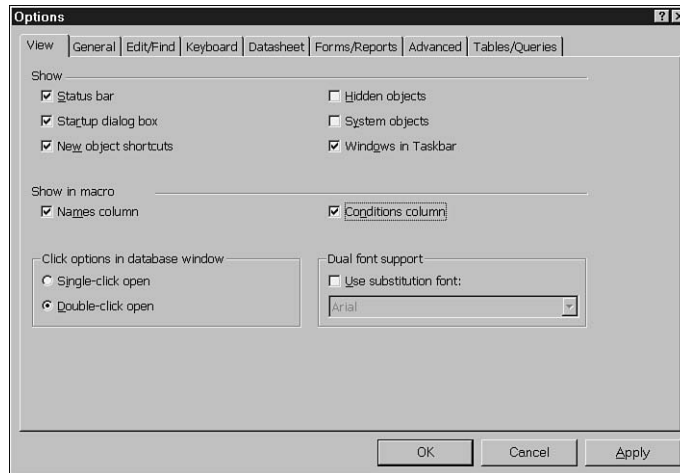 Options
View General Edit/Find Keyboard Datasheet Forms/Reports Advanced Tables/Queries
Show
Status bar Hidden objects
Startup dialog box System objects
New object shortcuts Windows in Taskbar
Show in macro
Names column Conditions column
Click options in database window Dual font support
Single-click open Use substitution font:
Double-click open Arial
OK Cancel Apply